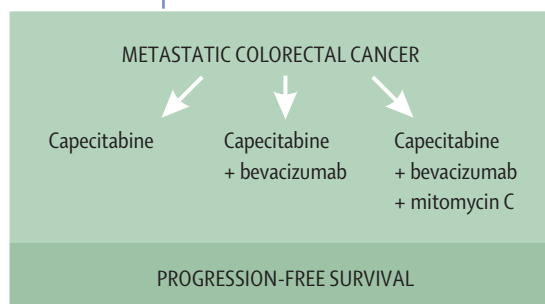 METASTATIC COLORECTAL CANCER
Capecitabine
Capecitabine
+ bevacizumab
Capecitabine
+ bevacizumab
+ mitomycin C
PROGRESSION-FREE SURVIVAL